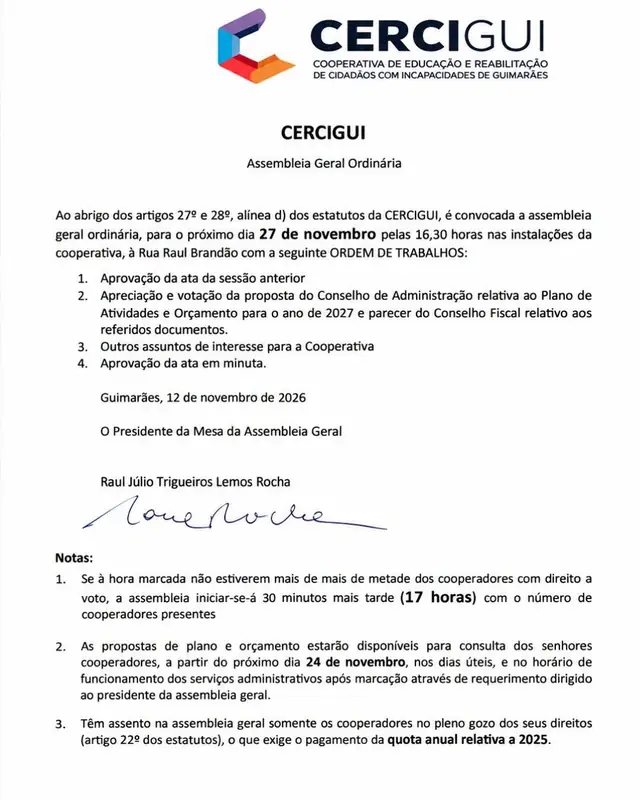 CERCIGUI
COOPERATIVA DE EDUCAÇÃO E REABILITAÇÃO
DE CIDADÃOS COM INCAPACIDADES DE GUIMARÃES
CERCIGUI
Assembleia Geral Ordinária
Ao abrigo dos artigos 27º e 28º, alínea d) dos estatutos da CERCIGUI, é convocada a assembleia
geral ordinária, para o próximo dia 27 de novembro pelas 16,30 horas nas instalações da
cooperativa, à Rua Raul Brandão com a seguinte ORDEM DE TRABALHOS:
1. Aprovação da ata da sessão anterior
2. Apreciação e votação da proposta do Conselho de Administração relativa ao Plano de
Atividades e Orçamento para o ano de 2027 e parecer do Conselho Fiscal relativo aos
referidos documentos.
3. Outros assuntos de interesse para a Cooperativa
4. Aprovação da ata em minuta.
Guimarães, 12 de novembro de 2026
O Presidente da Mesa da Assembleia Geral
Raul Júlio Trigueiros Lemos Rocha
Notas:
1. Se à hora marcada não estiverem mais de mais de metade dos cooperadores com direito a
voto, a assembleia iniciar-se-á 30 minutos mais tarde (17 horas) com o número de
cooperadores presentes
2. As propostas de plano e orçamento estarão disponíveis para consulta dos senhores
cooperadores, a partir do próximo dia 24 de novembro, nos dias úteis, e no horário de
funcionamento dos serviços administrativos após marcação através de requerimento dirigido
ao presidente da assembleia geral.
3. Têm assento na assembleia geral somente os cooperadores no pleno gozo dos seus direitos
(artigo 22º dos estatutos), o que exige o pagamento da quota anual relativa a 2025.